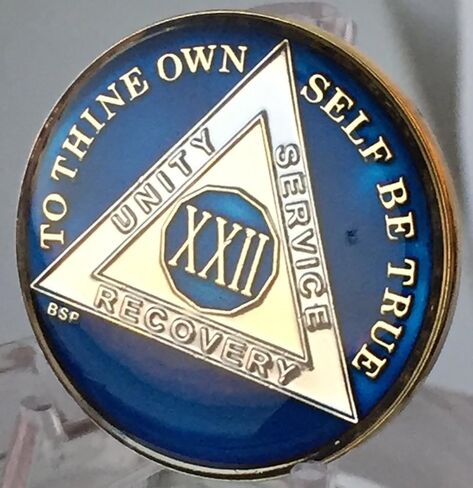 TO THINE OWN
SELF BE TRUE
UNITY
SERVICE
RECOVERY
XXII
BSP